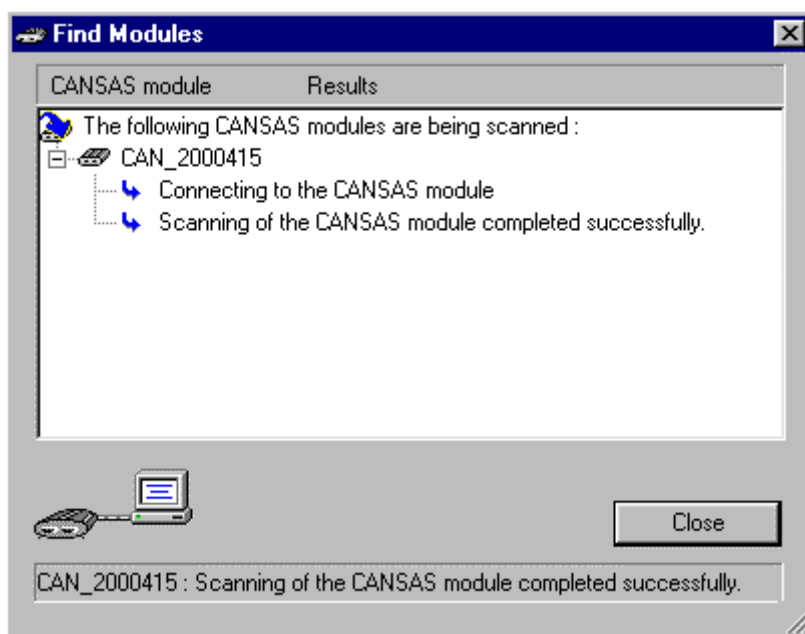 Find Modules
CANSAS module Results
The following CANSAS modules are being scanned :
CAN_2000415
Connecting to the CANSAS module
Scanning of the CANSAS module completed successfully.
Close
CAN_2000415 : Scanning of the CANSAS module completed successfully.